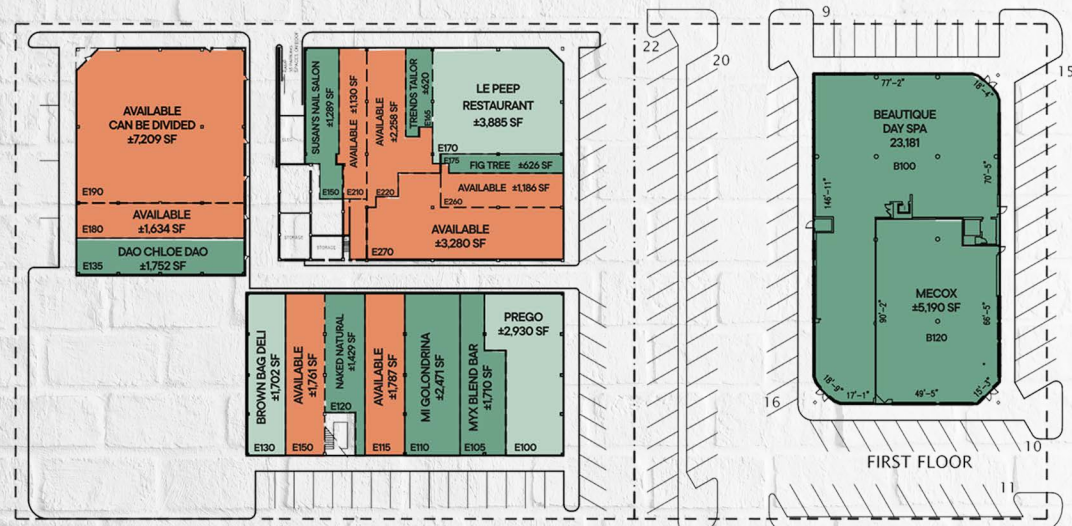 AVAILABLE
CAN BE DIVIDED
±7,209 SF
E190
AVAILABLE
±1,634 SF
E180
DAO CHLOE DAO
±1,752 SF
E135
SUSAN'S NAIL SALON
±1,289 SF
E150
AVAILABLE ±1,130 SF
E210
AVAILABLE
±2,258 SF
E220
TRENDS TAILOR
±620
E165
LE PEEP
RESTAURANT
±3,885 SF
E170
E175
FIG TREE ±626 SF
AVAILABLE ±1,186 SF
E260
AVAILABLE
±3,280 SF
E270
STORAGE
STORAGE
BROWN BAG DELI
±1,702 SF
E130
AVAILABLE
±1,761 SF
E150
NAKED NATURAL
±1,429 SF
E120
AVAILABLE
±1,787 SF
E115
MI GOLONDRINA
±2,471 SF
E110
MYX BLEND BAR
±1,710 SF
E105
PREGO
±2,930 SF
E100
22
20
9
15
16
10
11
77'-2"
18'-4"
BEAUTIQUE
DAY SPA
23,181
B100
146'-11"
70'-5"
MECOX
±5,190 SF
B120
90'-2"
66'-5"
18'-9"
17'-1"
49'-5"
15'-3"
FIRST FLOOR